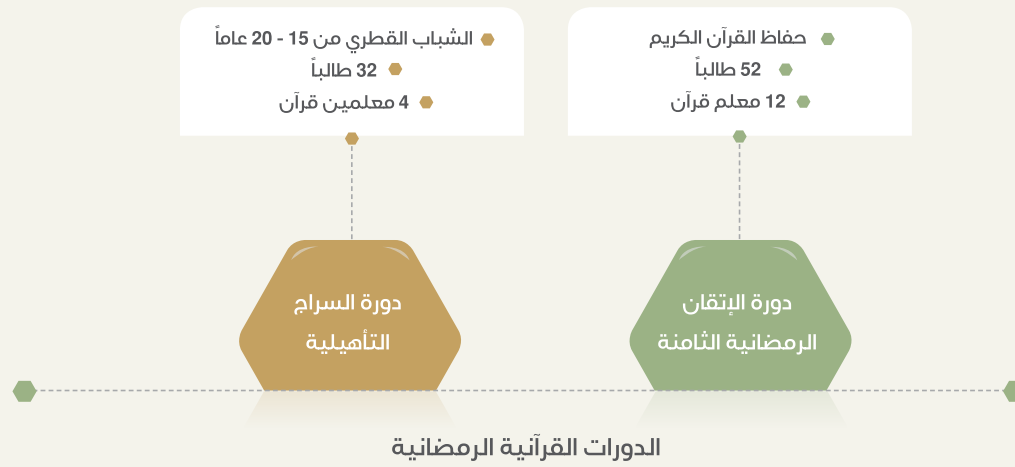 حفاظ القرآن الكريم
52 طالباً
12 معلم قرآن
الشباب القطري من 15 - 20 عاماً
32 طالباً
4 معلمين قرآن
دورة الإتقان
الرمضانية الثامنة
دورة السراج
التأهيلية
الدورات القرآنية الرمضانية